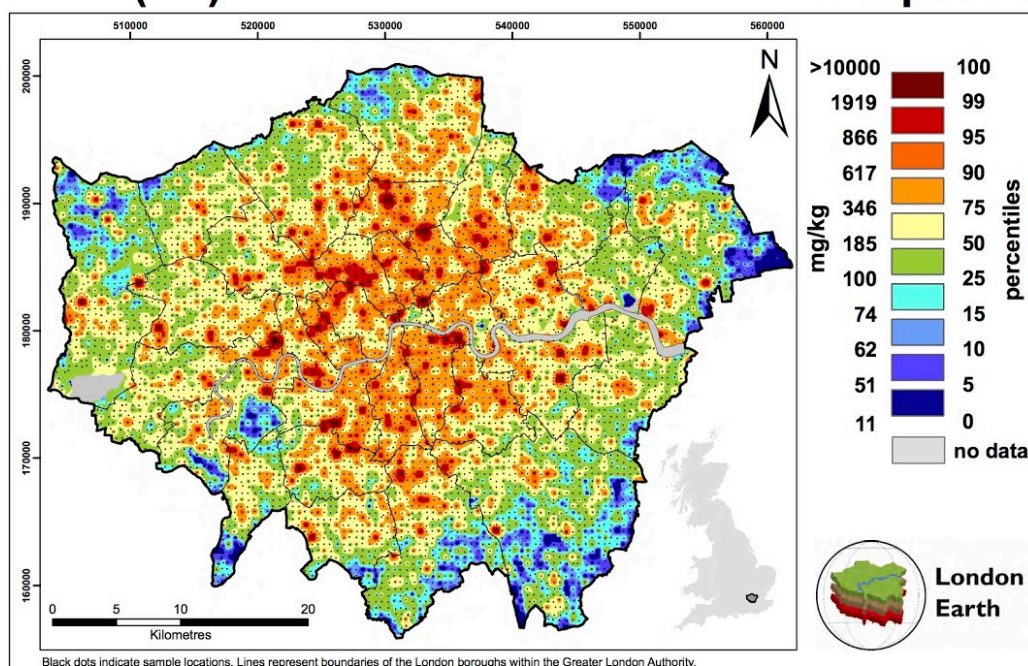 510000 520000 530000 540000 550000 560000
200000
190000
180000
170000
160000
N
>10000 100
1919 99
866 95
617 90
346 75
185 50
100 25
74 15
62 10
51 5
11 0
mg/kg
percentiles
no data
0 5 10 20
Kilometres
London
Earth
Black dots indicate sample locations. Lines represent boundaries of the London boroughs within the Greater London Authority.